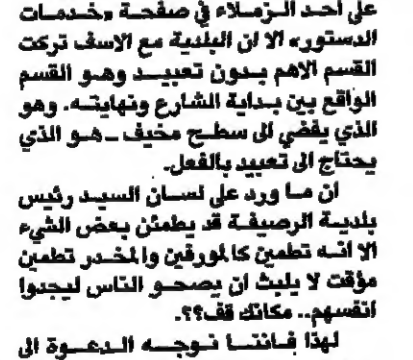 على أحد الزملاء في صفحة «خدمات
الدستور» الا ان البلدية مع الاسف تركت
القسم الاهم بدون تعبيد وهو القسم
الواقع بين بداية الشارع ونهايته. وهو
الذي يفضي الى سطح مخيف - هو الذي
يحتاج الى تعبيد بالفعل.
ان ما ورد على لسان السيد رئيس
بلدية الرصيفة قد يطمئن بعض الشيء
الا انه تطمين كالمورفين والمخدر تطمين
مؤقت لا يلبث ان يصحو الناس ليجدوا
انفسهم.. مكانك قف؟؟.
لهذا فاننا نوجه الدعوة الى